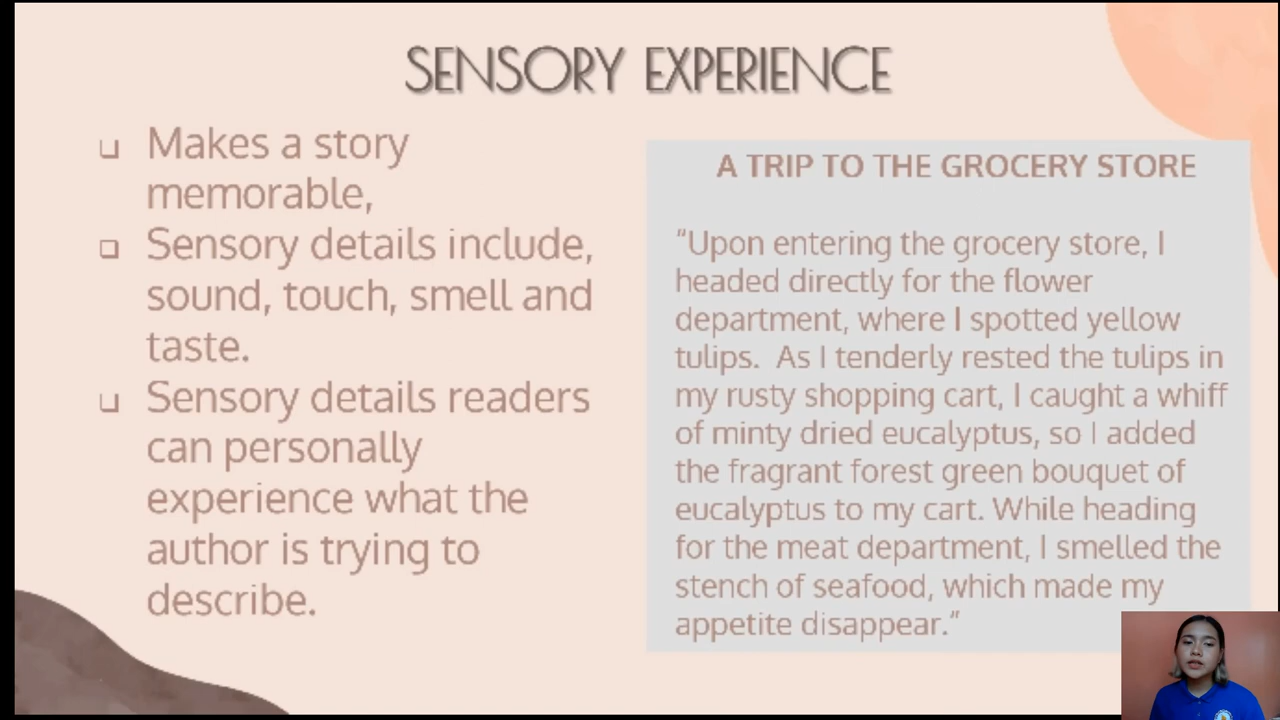 SENSORY EXPERIENCE
Makes a story
memorable,
Sensory details include,
sound, touch, smell and
taste.
Sensory details readers
can personally
experience what the
author is trying to
describe.
A TRIP TO THE GROCERY STORE
“Upon entering the grocery store, I
headed directly for the flower
department, where I spotted yellow
tulips.  As I tenderly rested the tulips in
my rusty shopping cart, I caught a whiff
of minty dried eucalyptus, so I added
the fragrant forest green bouquet of
eucalyptus to my cart. While heading
for the meat department, I smelled the
stench of seafood, which made my
appetite disappear.”